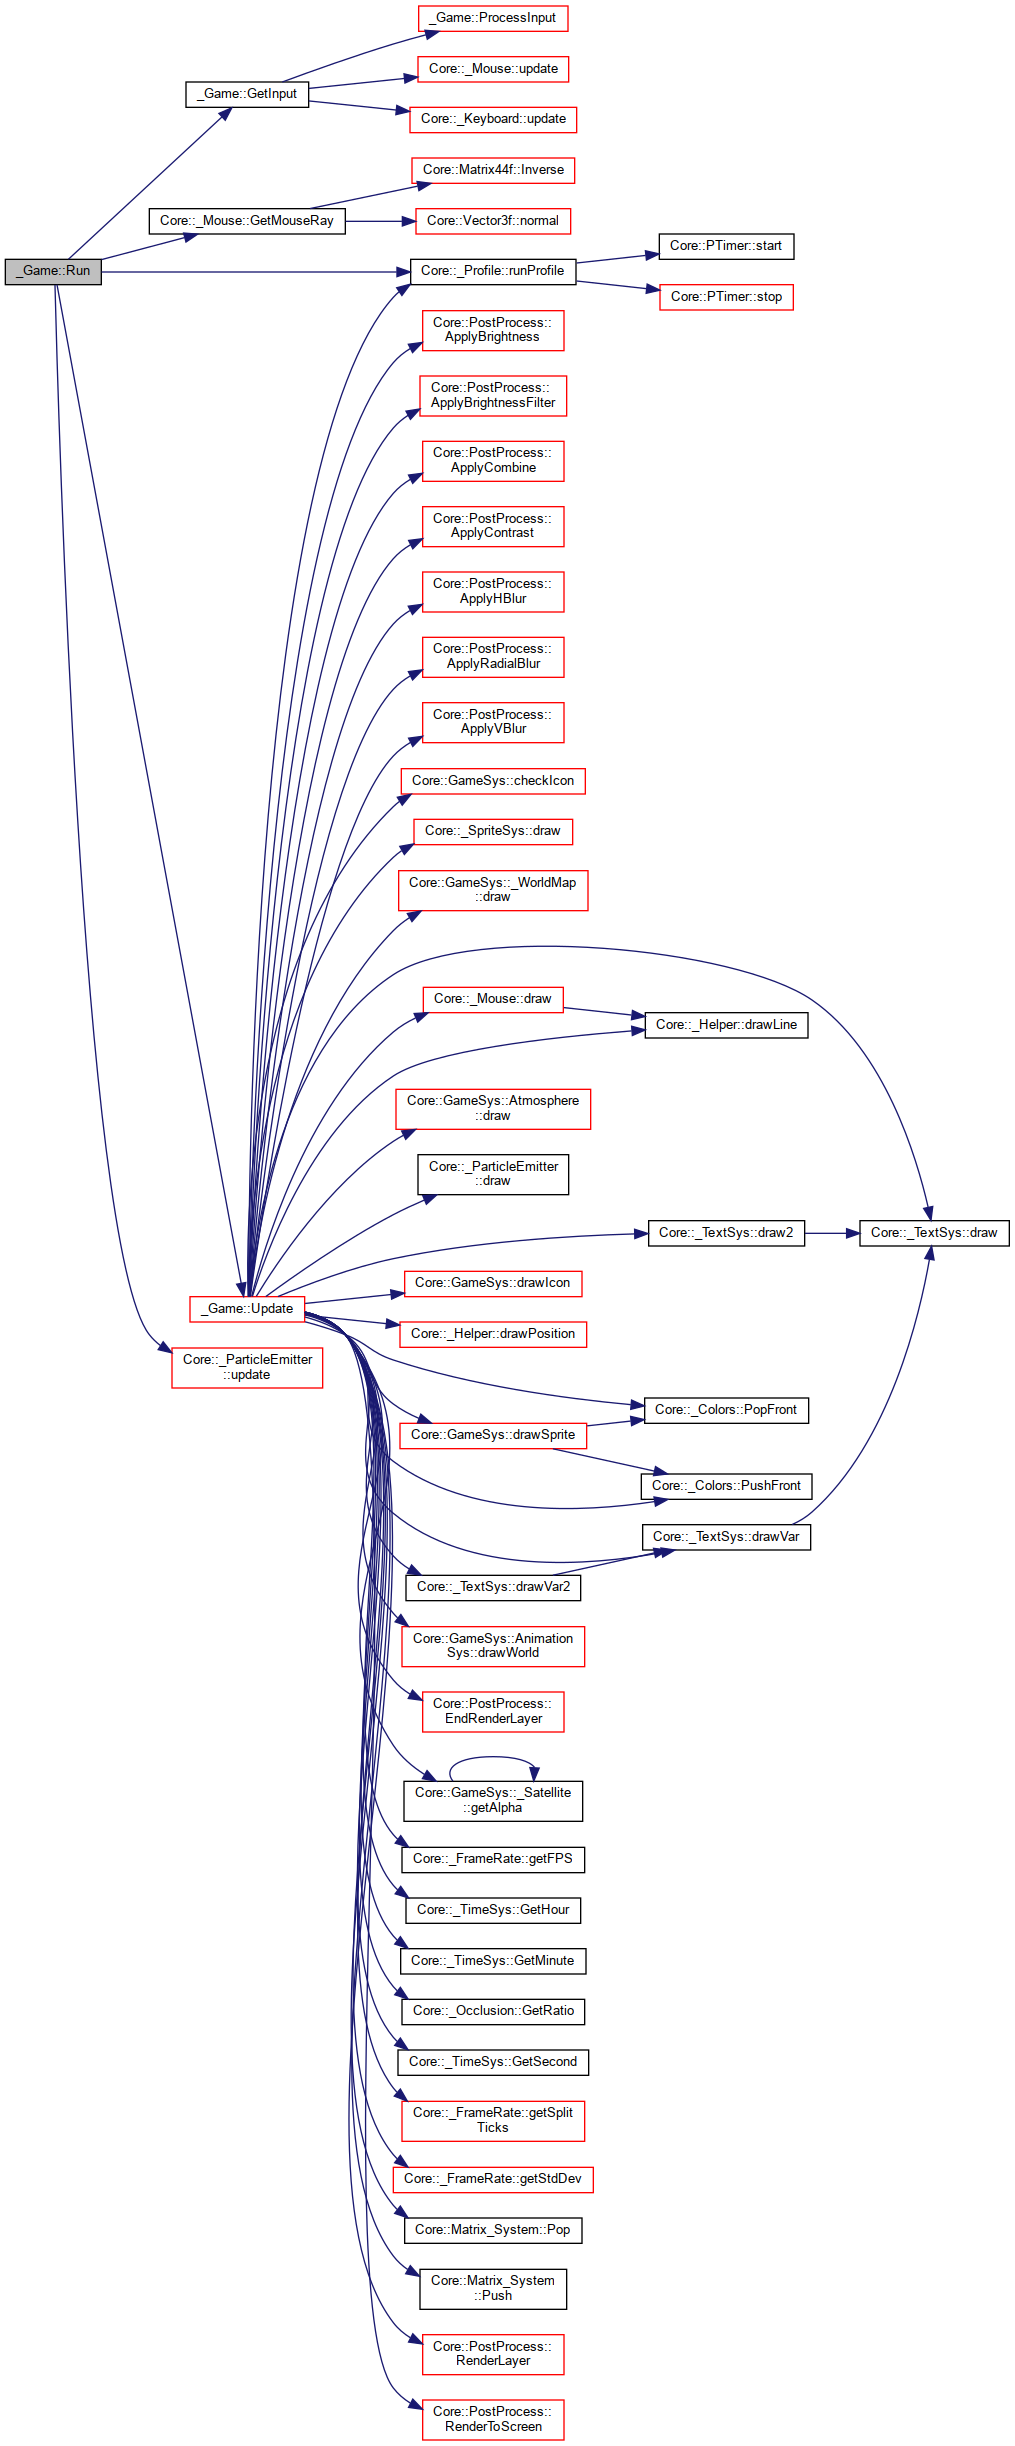 _Game::ProcessInput
Core::_Mouse::update
_Game::GetInput
Core::_Keyboard::update
Core::Matrix44f::Inverse
Core::_Mouse::GetMouseRay
Core::Vector3f::normal
Core::PTimer::start
_Game::Run
Core::_Profile::runProfile
Core::PTimer::stop
Core::PostProcess::
ApplyBrightness
Core::PostProcess::
ApplyBrightnessFilter
Core::PostProcess::
ApplyCombine
Core::PostProcess::
ApplyContrast
Core::PostProcess::
ApplyHBlur
Core::PostProcess::
ApplyRadialBlur
Core::PostProcess::
ApplyVBlur
Core::GameSys::checkIcon
Core::_SpriteSys::draw
Core::GameSys::_WorldMap
::draw
Core::_Mouse::draw
Core::_Helper::drawLine
Core::GameSys::Atmosphere
::draw
Core::_ParticleEmitter
::draw
Core::_TextSys::draw2
Core::_TextSys::draw
Core::GameSys::drawIcon
_Game::Update
Core::_Helper::drawPosition
Core::_ParticleEmitter
::update
Core::_Colors::PopFront
Core::GameSys::drawSprite
Core::_Colors::PushFront
Core::_TextSys::drawVar
Core::_TextSys::drawVar2
Core::GameSys::Animation
Sys::drawWorld
Core::PostProcess::
EndRenderLayer
Core::GameSys::_Satellite
::getAlpha
Core::_FrameRate::getFPS
Core::_TimeSys::GetHour
Core::_TimeSys::GetMinute
Core::_Occlusion::GetRatio
Core::_TimeSys::GetSecond
Core::_FrameRate::getSplit
Ticks
Core::_FrameRate::getStdDev
Core::Matrix_System::Pop
Core::Matrix_System
::Push
Core::PostProcess::
RenderLayer
Core::PostProcess::
RenderToScreen